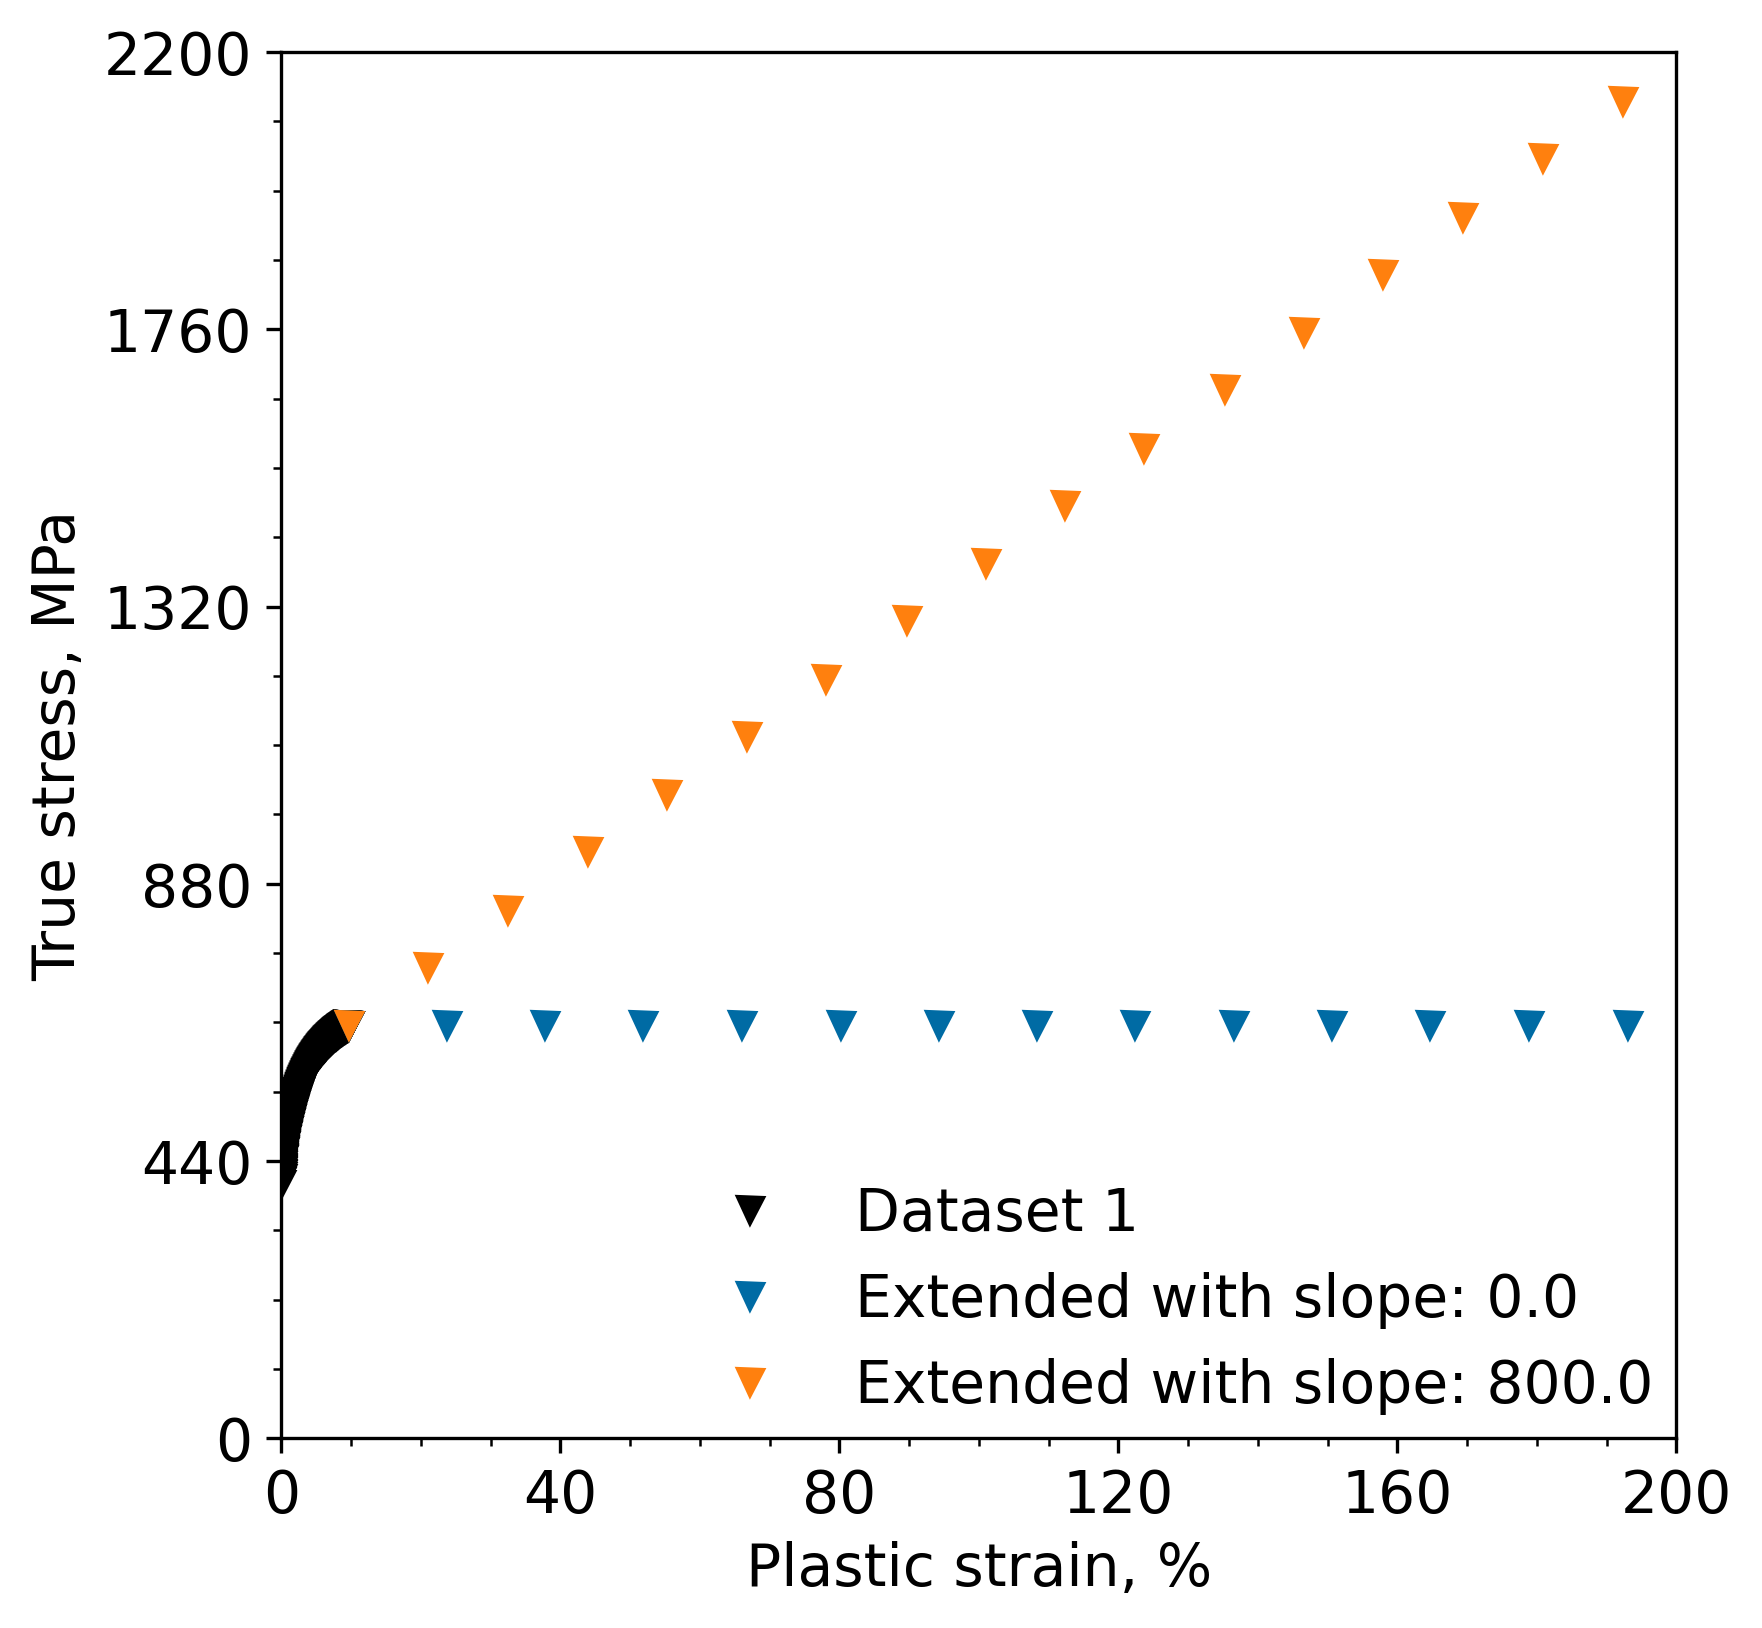 2200
1760
1320
880
440
0
True stress, MPa
Dataset 1
Extended with slope: 0.0
Extended with slope: 800.0
0 40 80 120 160 200
Plastic strain, %